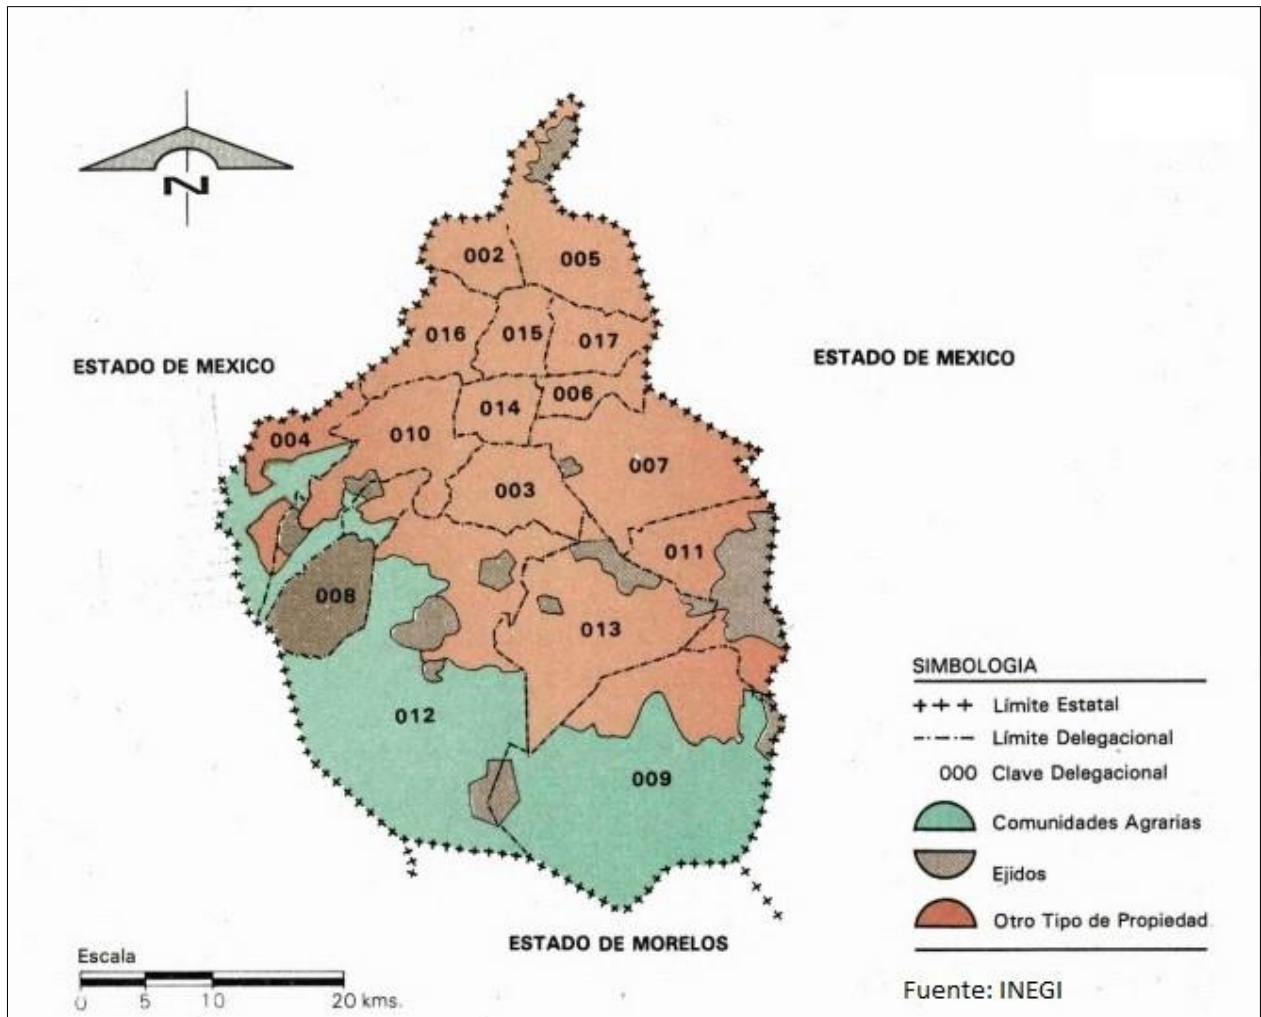 N
002
005
016
015
017
ESTADO DE MEXICO
ESTADO DE MEXICO
014
006
004
010
007
003
011
008
013
012
009
SIMBOLOGIA
Límite Estatal
Límite Delegacional
000 Clave Delegacional
Comunidades Agrarias
Ejidos
Otro Tipo de Propiedad
ESTADO DE MORELOS
Escala
0 5 10 20 kms.
Fuente: INEGI